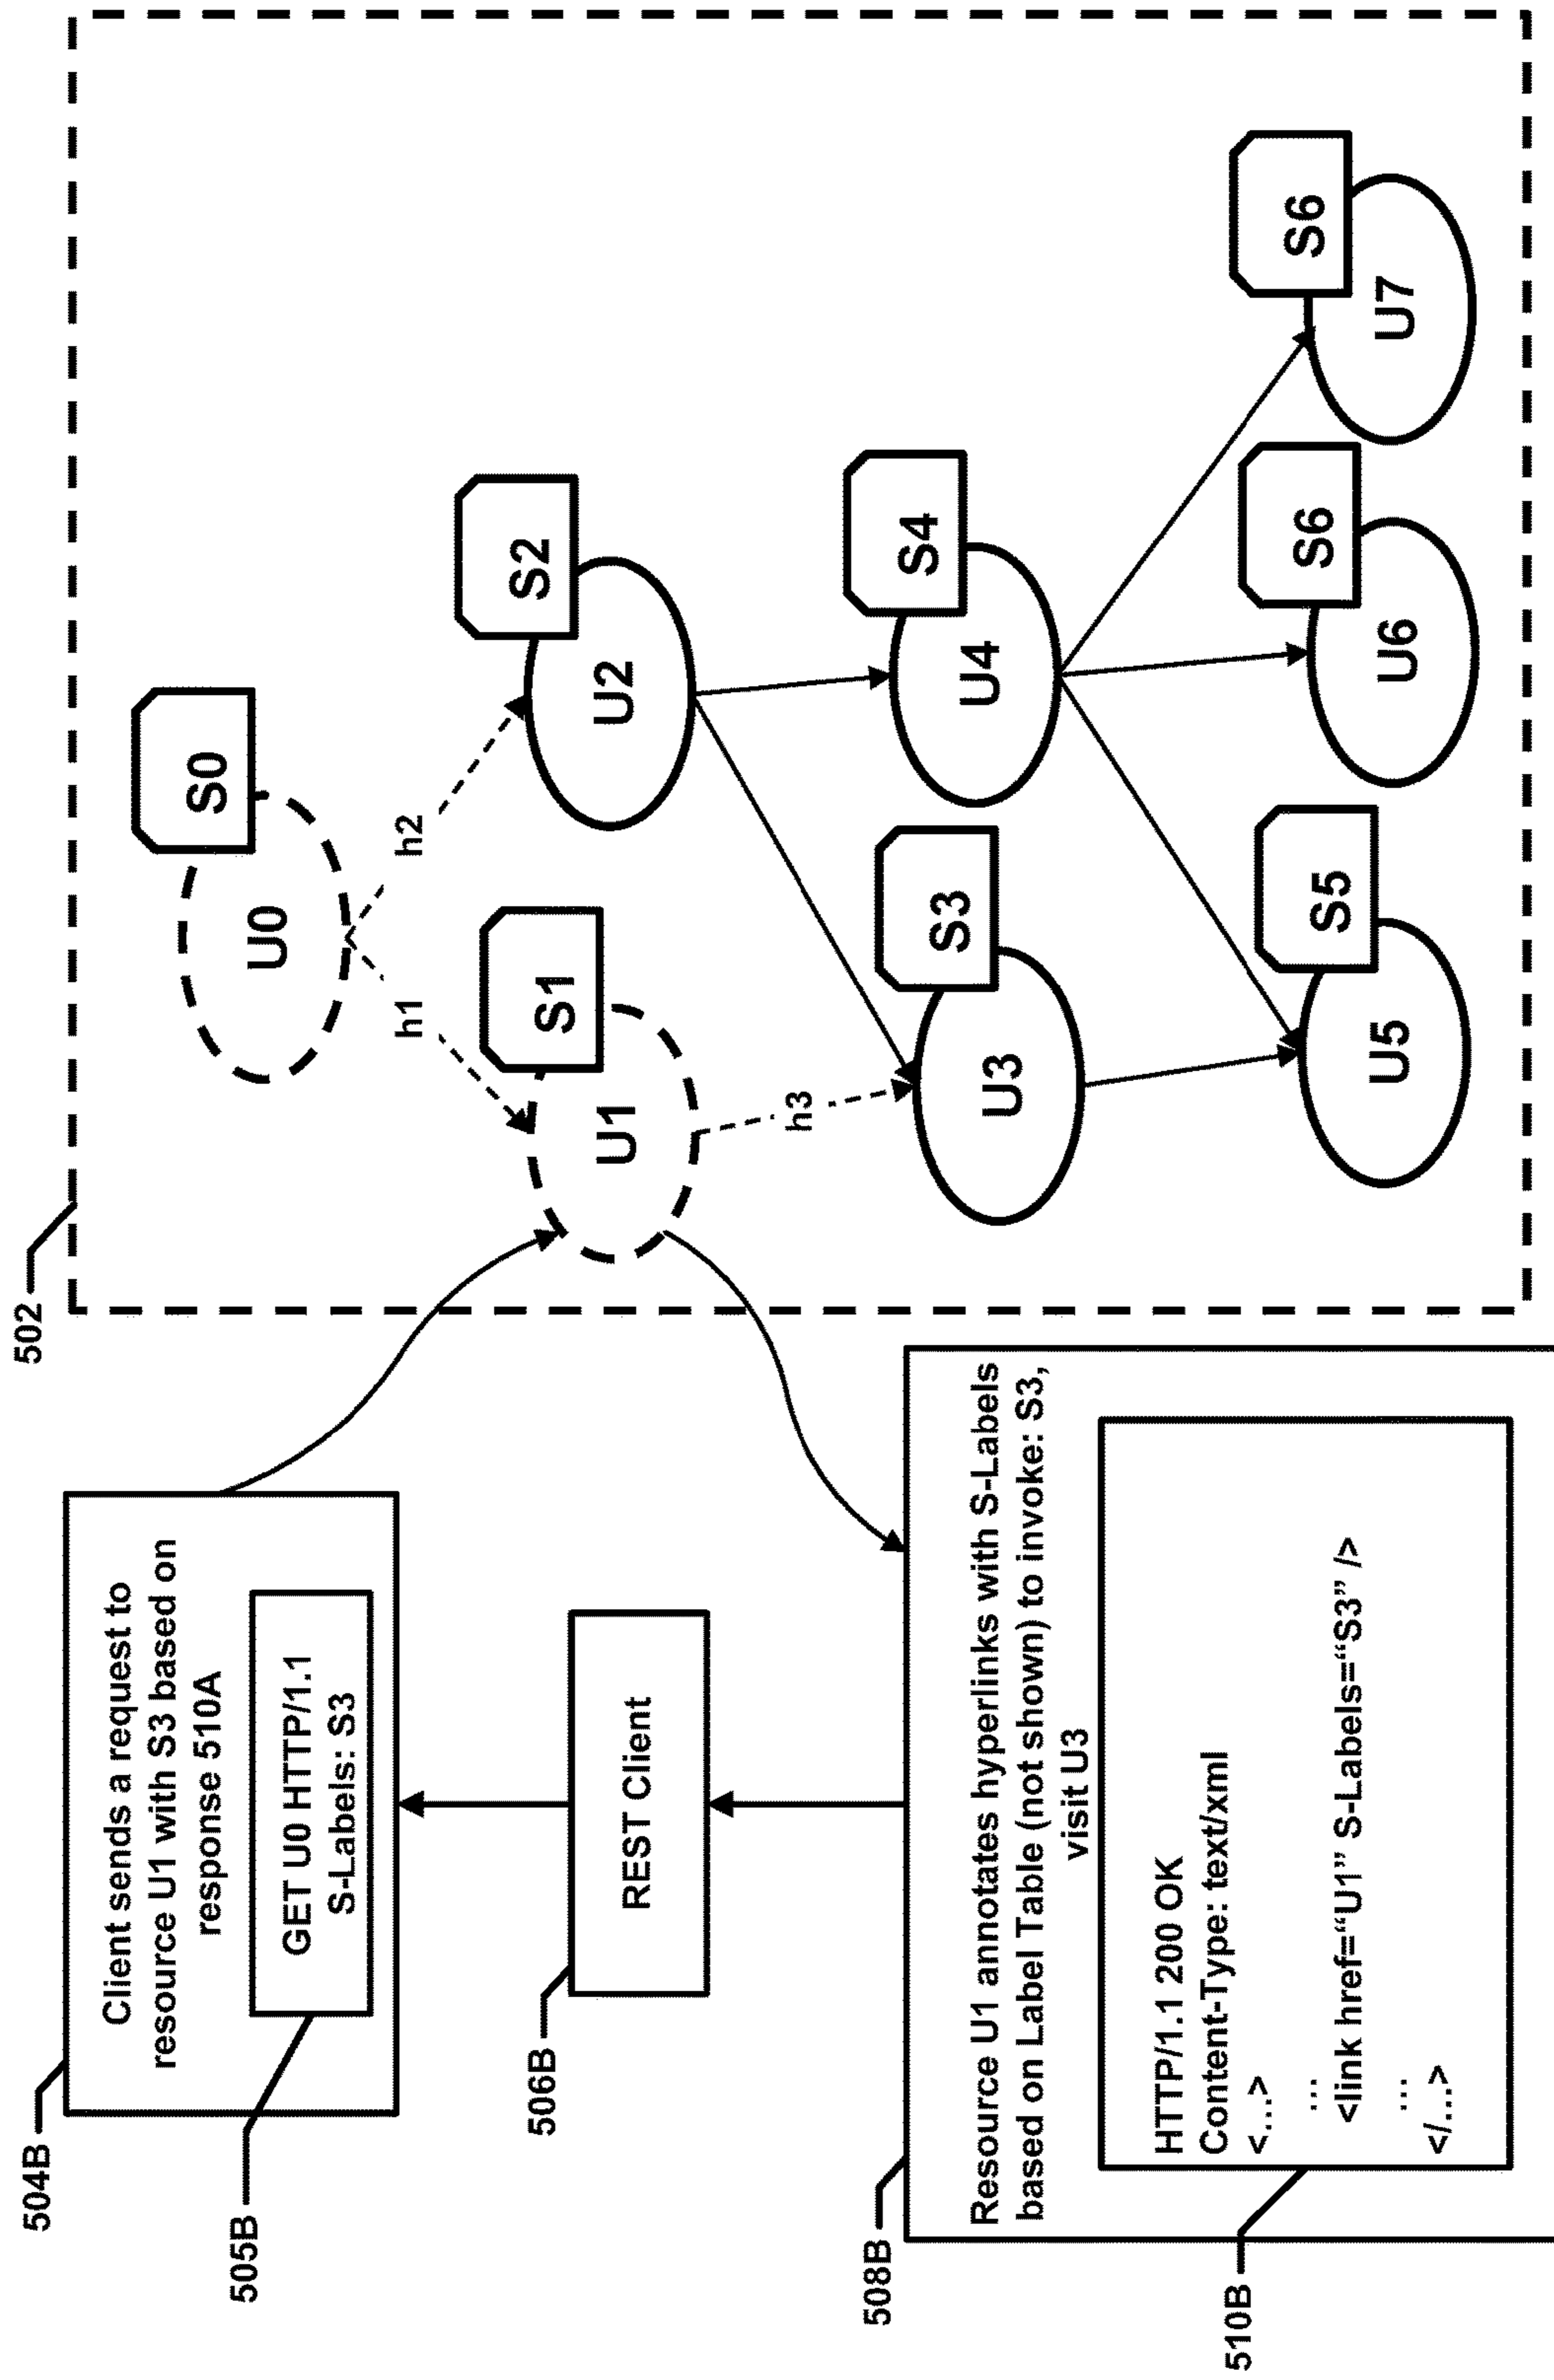 502
504B
Client sends a request to
resource U1 with S3 based on
response 510A
505B
GET U0 HTTP/1.1
S-Labels: S3
506B
REST Client
508B
Resource U1 annotates hyperlinks with S-Labels
based on Label Table (not shown) to invoke: S3,
visit U3
510B
HTTP/1.1 200 OK
Content-Type: text/xml
<...>
...
<link href=“U1” S-Labels=“S3” />
...
</...>
S0
U0
h1
h2
S1
U1
S2
U2
h3
S3
U3
S4
U4
S5
U5
S6
U6
S6
U7